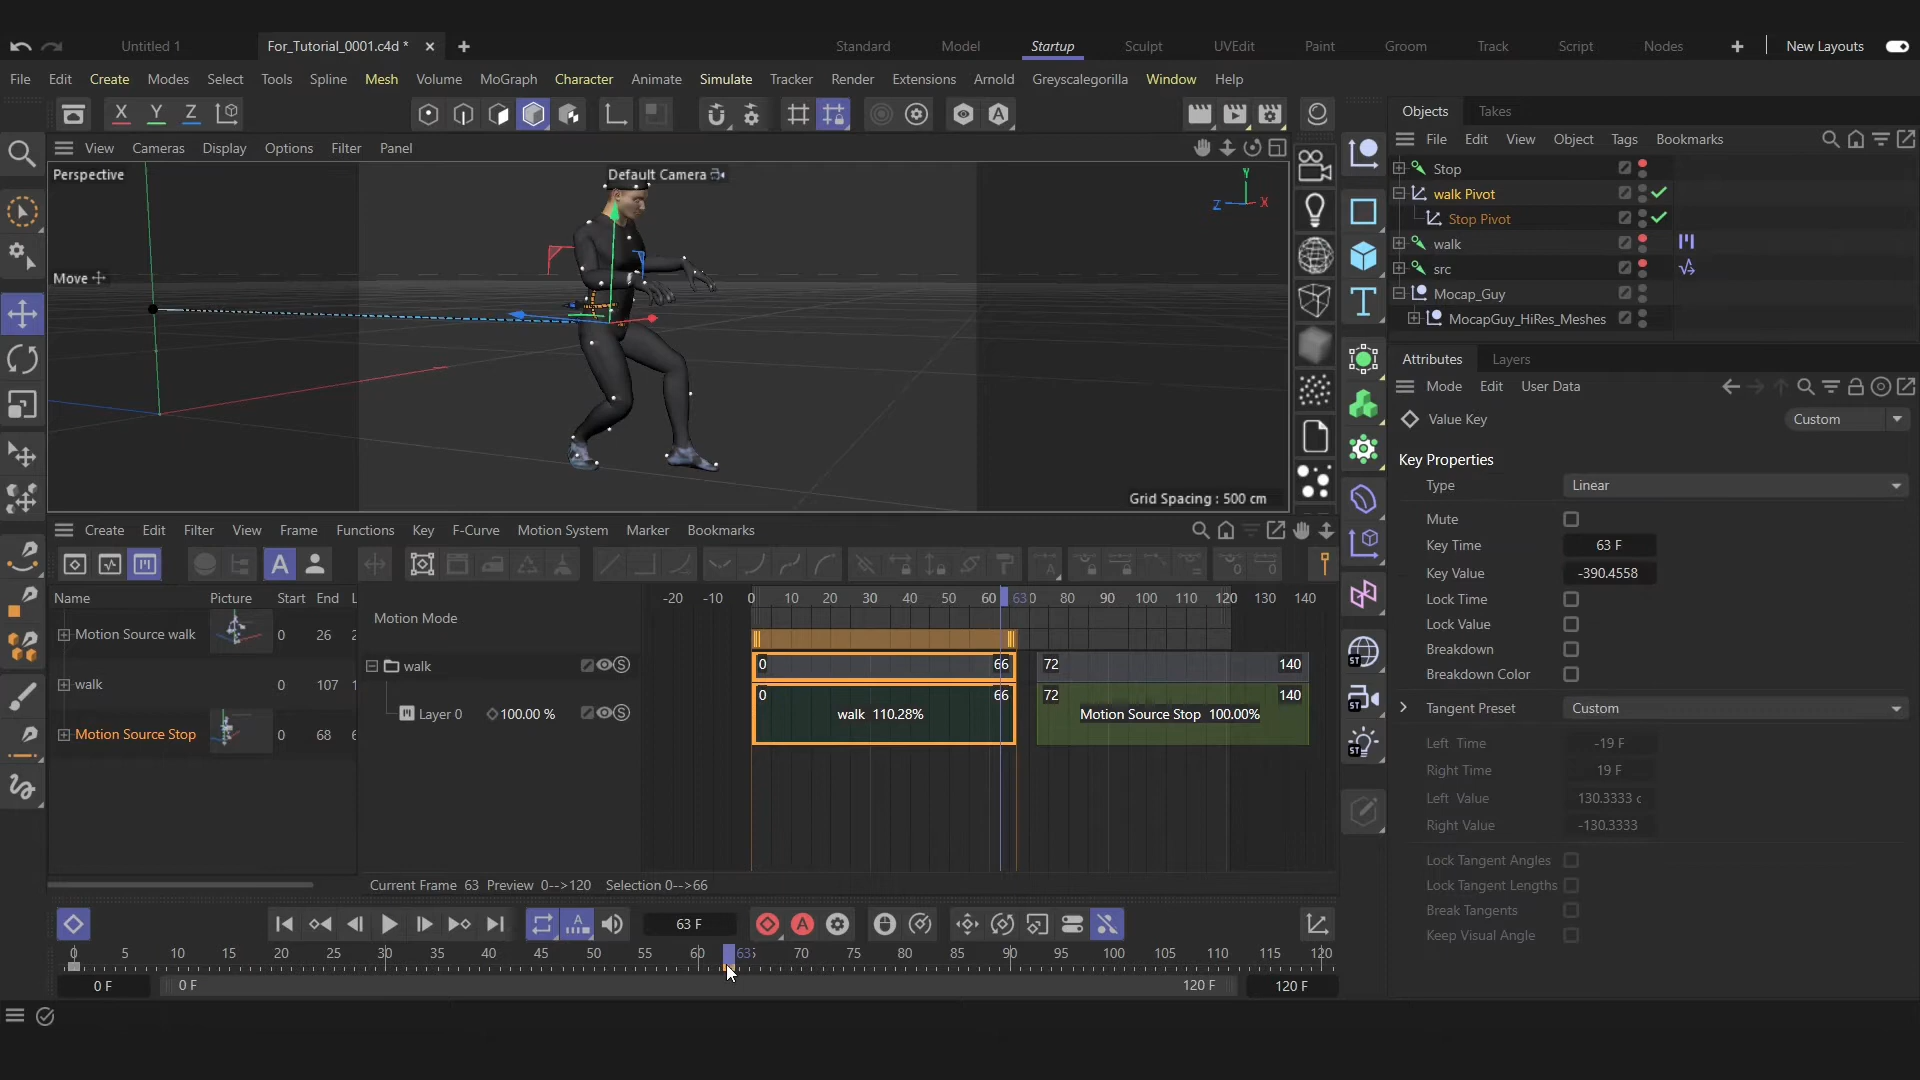 Untitled 1
For_Tutorial_0001.c4d *
Standard Model Startup Sculpt UVEdit Paint Groom Track Script Nodes New Layouts
File Edit Create Modes Select Tools Spline Mesh Volume MoGraph Character Animate Simulate Tracker Render Extensions Arnold Greyscalegorilla Window Help
X Y Z
View Cameras Display Options Filter Panel
Perspective
Default Camera
Y
Z X
Move
Grid Spacing : 500 cm
Create Edit Filter View Frame Functions Key F-Curve Motion System Marker Bookmarks
Name Picture Start End
Motion Source walk 0 26
walk 0 107
Motion Source Stop 0 68
Motion Mode
walk
Layer 0 100.00 %
-20 -10 0 10 20 30 40 50 60 63 80 90 100 110 120 130 140
0 66 72 140
0 66 72 140
walk 110.28%
Motion Source Stop 100.00%
Current Frame 63 Preview 0-->120 Selection 0-->66
63 F
0 5 10 15 20 25 30 35 40 45 50 55 60 63 70 75 80 85 90 95 100 105 110 115 120
0 F 0 F 120 F 120 F
ST
ST
ST
Objects Takes
File Edit View Object Tags Bookmarks
Stop
walk Pivot
Stop Pivot
walk
src
Mocap_Guy
MocapGuy_HiRes_Meshes
Attributes Layers
Mode Edit User Data
Value Key Custom
Key Properties
Type Linear
Mute
Key Time 63 F
Key Value -390.4558
Lock Time
Lock Value
Breakdown
Breakdown Color
Tangent Preset Custom
Left Time -19 F
Right Time 19 F
Left Value 130.3333 c
Right Value -130.3333
Lock Tangent Angles
Lock Tangent Lengths
Break Tangents
Keep Visual Angle